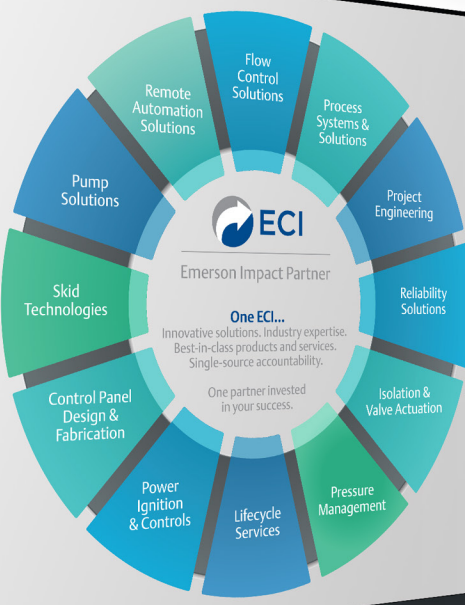 Flow
Control
Solutions
Process
Systems &
Solutions
Project
Engineering
Reliability
Solutions
Isolation &
Valve Actuation
Pressure
Management
Lifecycle
Services
Power
Ignition
& Controls
Control Panel
Design &
Fabrication
Skid
Technologies
Pump
Solutions
Remote
Automation
Solutions
ECI
Emerson Impact Partner
One ECI...
Innovative solutions. Industry expertise.
Best-in-class products and services.
Single-source accountability.
One partner invested
in your success.